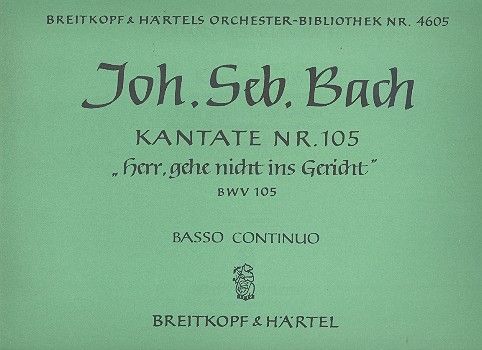 BREITKOPF & HÄRTELS ORCHESTER-BIBLIOTHEK NR. 4605
Joh. Seb. Bach
KANTATE NR. 105
„Herr, gehe nicht ins Gericht"
BWV 105
BASSO CONTINUO
BREITKOPF & HÄRTEL